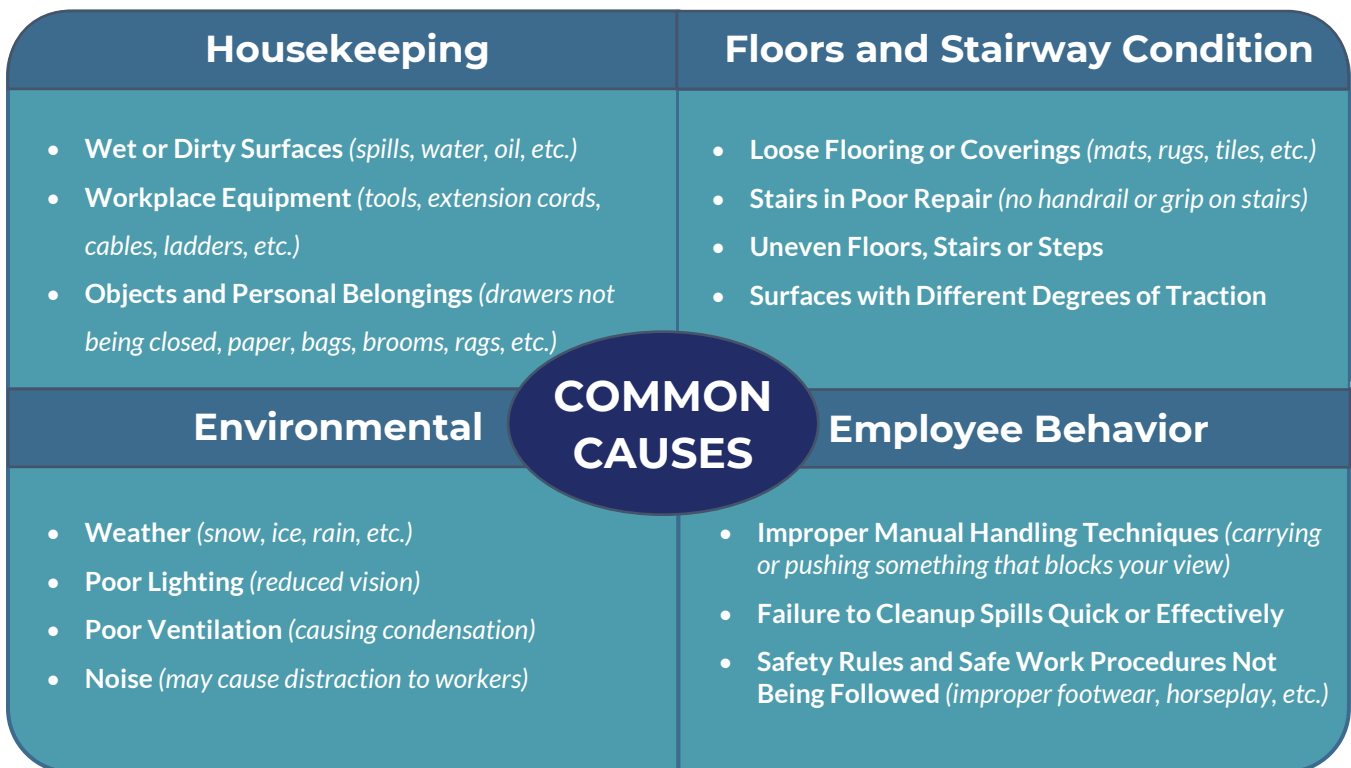 Housekeeping
• Wet or Dirty Surfaces (spills, water, oil, etc.)
• Workplace Equipment (tools, extension cords,
cables, ladders, etc.)
• Objects and Personal Belongings (drawers not
being closed, paper, bags, brooms, rags, etc.)
Floors and Stairway Condition
• Loose Flooring or Coverings (mats, rugs, tiles, etc.)
• Stairs in Poor Repair (no handrail or grip on stairs)
• Uneven Floors, Stairs or Steps
• Surfaces with Different Degrees of Traction
COMMON
CAUSES
Environmental
• Weather (snow, ice, rain, etc.)
• Poor Lighting (reduced vision)
• Poor Ventilation (causing condensation)
• Noise (may cause distraction to workers)
Employee Behavior
• Improper Manual Handling Techniques (carrying
or pushing something that blocks your view)
• Failure to Cleanup Spills Quick or Effectively
• Safety Rules and Safe Work Procedures Not
Being Followed (improper footwear, horseplay, etc.)